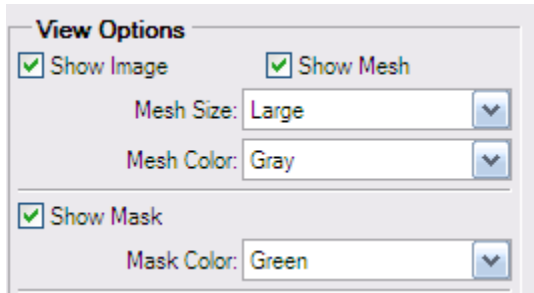 View Options
Show Image Show Mesh
Mesh Size: Large
Mesh Color: Gray
Show Mask
Mask Color: Green